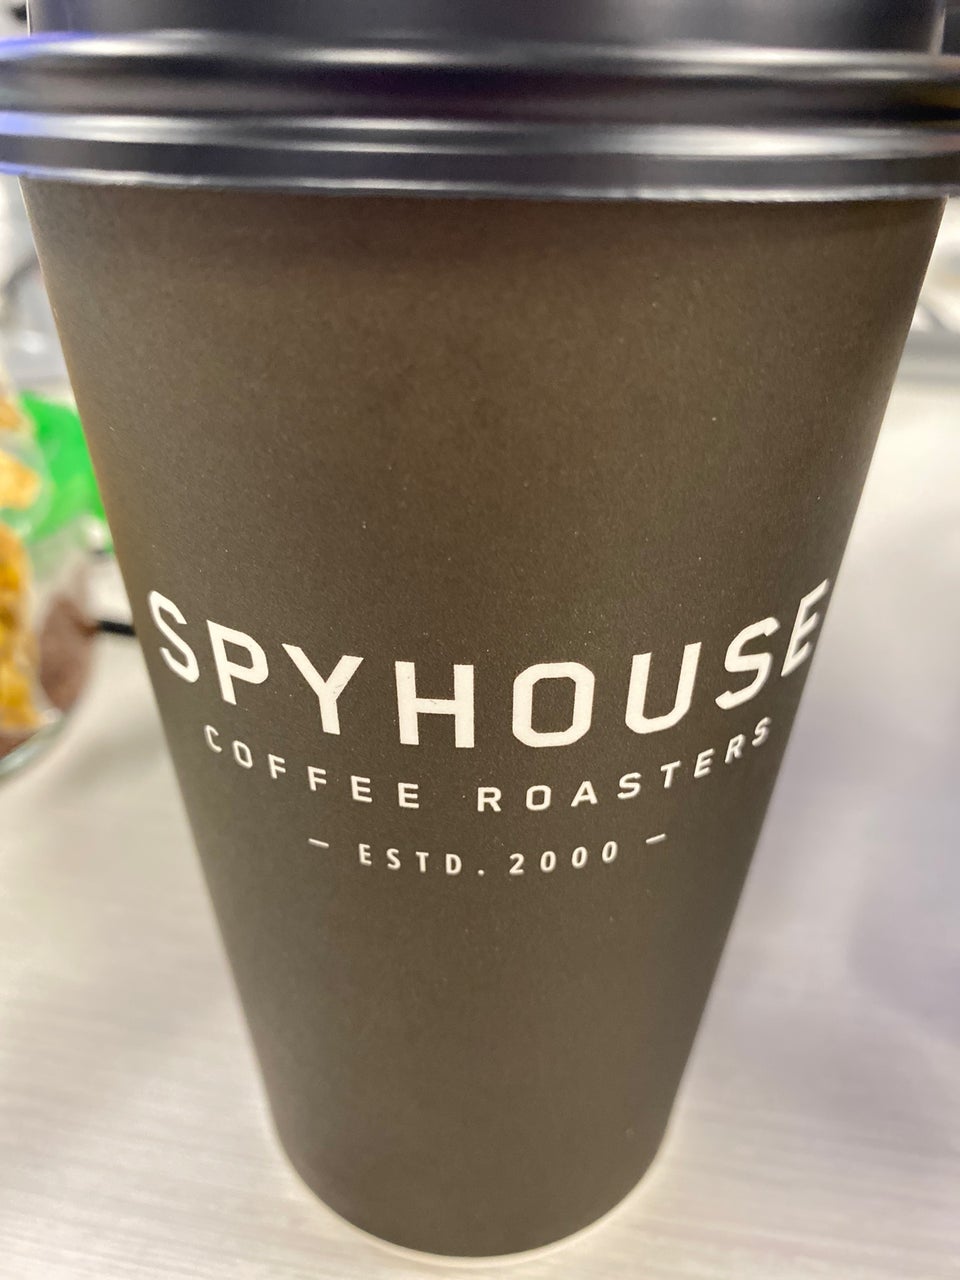 SPYHOUSE
COFFEE ROASTERS
— ESTD. 2000 —